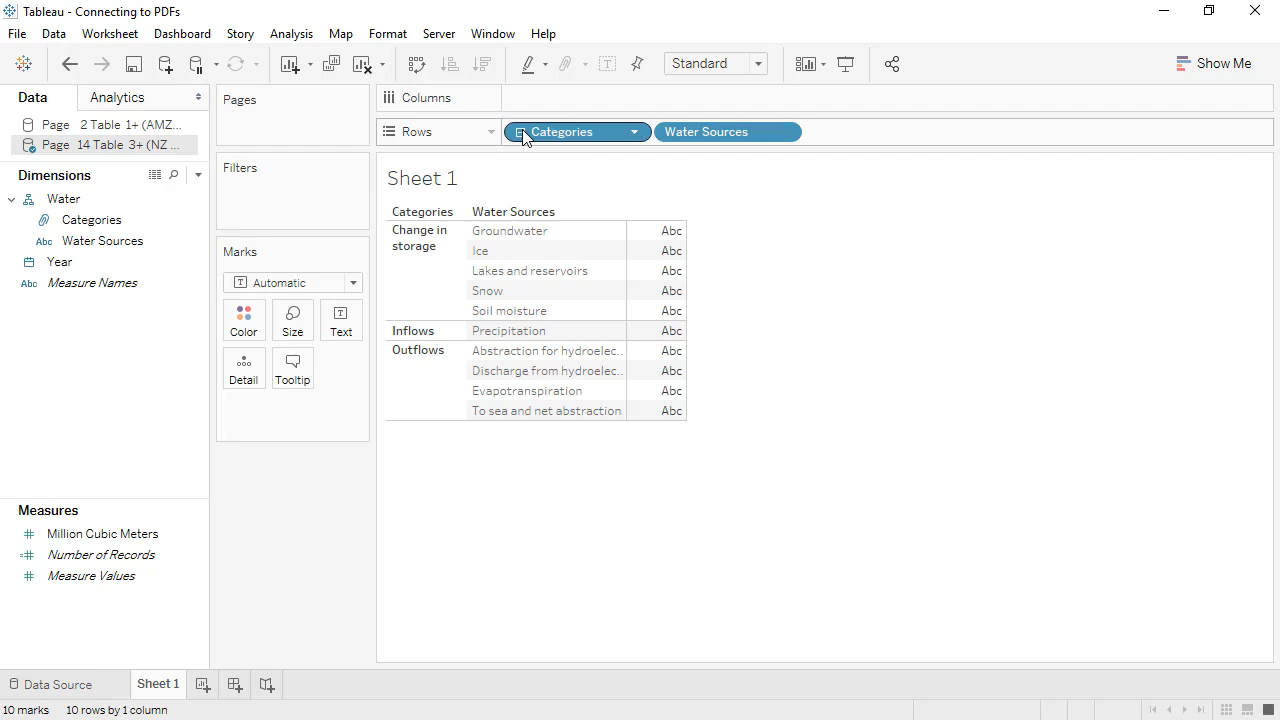 Tableau - Connecting to PDFs
File Data Worksheet Dashboard Story Analysis Map Format Server Window Help
Standard
Show Me
Data Analytics
Page 2 Table 1+ (AMZ...
Page 14 Table 3+ (NZ ...
Dimensions
Water
Categories
Abc Water Sources
Year
Abc Measure Names
Measures
Million Cubic Meters
Number of Records
Measure Values
Pages
Filters
Marks
Automatic
Color Size Text
Detail Tooltip
Columns
Rows Categories Water Sources
Sheet 1
Categories Water Sources
Change in storage Groundwater Abc
Ice Abc
Lakes and reservoirs Abc
Snow Abc
Soil moisture Abc
Inflows Precipitation Abc
Outflows Abstraction for hydroelec.. Abc
Discharge from hydroelec.. Abc
Evapotranspiration Abc
To sea and net abstraction Abc
Data Source Sheet 1
10 marks 10 rows by 1 column